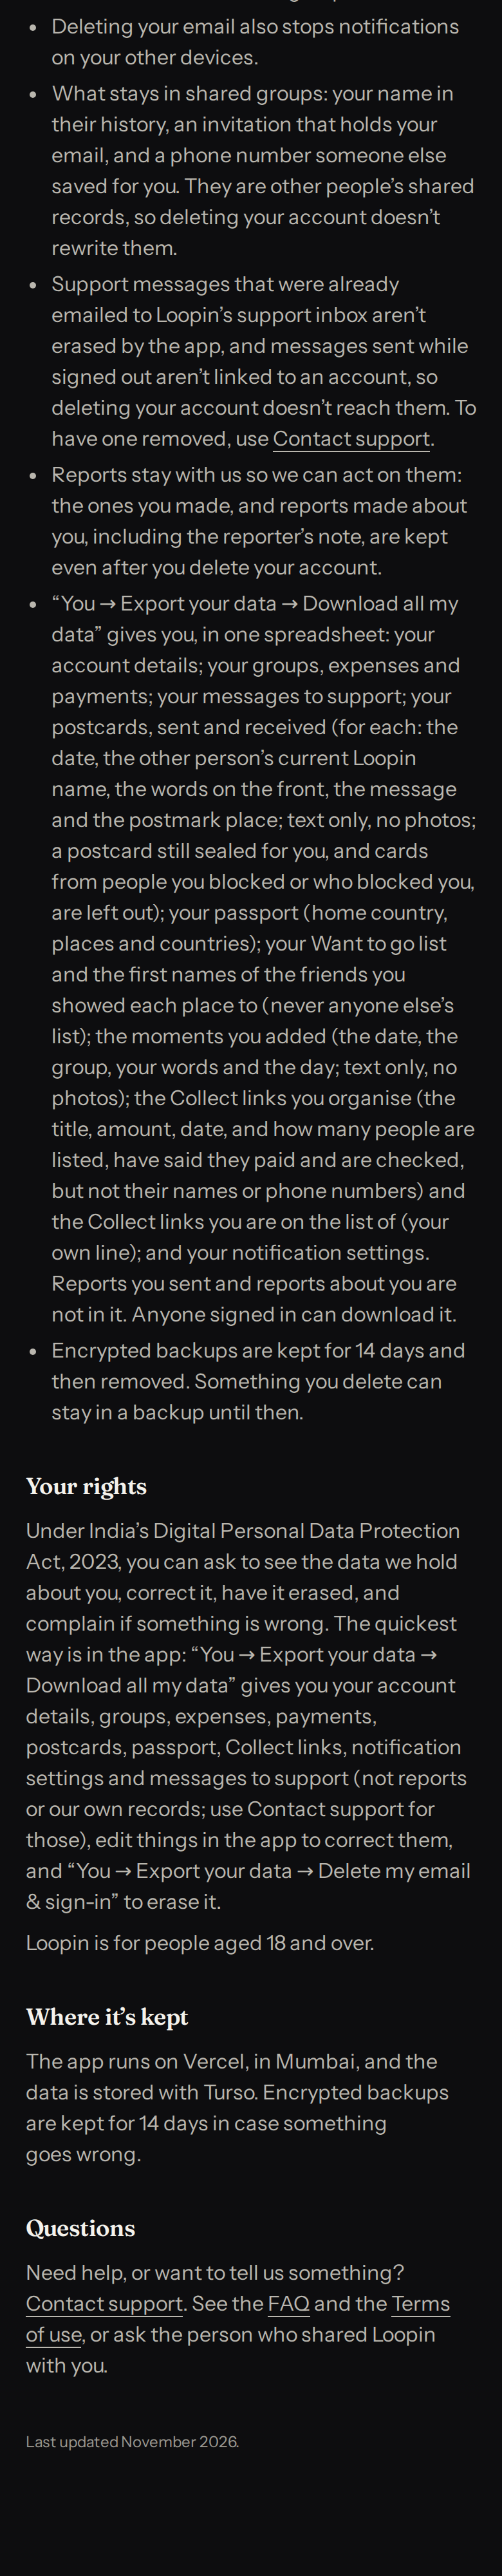 Deleting your email also stops notifications
on your other devices.
What stays in shared groups: your name in
their history, an invitation that holds your
email, and a phone number someone else
saved for you. They are other people’s shared
records, so deleting your account doesn’t
rewrite them.
Support messages that were already
emailed to Loopin’s support inbox aren’t
erased by the app, and messages sent while
signed out aren’t linked to an account, so
deleting your account doesn’t reach them. To
have one removed, use Contact support.
Reports stay with us so we can act on them:
the ones you made, and reports made about
you, including the reporter’s note, are kept
even after you delete your account.
“You → Export your data → Download all my
data” gives you, in one spreadsheet: your
account details; your groups, expenses and
payments; your messages to support; your
postcards, sent and received (for each: the
date, the other person’s current Loopin
name, the words on the front, the message
and the postmark place; text only, no photos;
a postcard still sealed for you, and cards
from people you blocked or who blocked you,
are left out); your passport (home country,
places and countries); your Want to go list
and the first names of the friends you
showed each place to (never anyone else’s
list); the moments you added (the date, the
group, your words and the day; text only, no
photos); the Collect links you organise (the
title, amount, date, and how many people are
listed, have said they paid and are checked,
but not their names or phone numbers) and
the Collect links you are on the list of (your
own line); and your notification settings.
Reports you sent and reports about you are
not in it. Anyone signed in can download it.
Encrypted backups are kept for 14 days and
then removed. Something you delete can
stay in a backup until then.
Your rights
Under India’s Digital Personal Data Protection
Act, 2023, you can ask to see the data we hold
about you, correct it, have it erased, and
complain if something is wrong. The quickest
way is in the app: “You → Export your data →
Download all my data” gives you your account
details, groups, expenses, payments,
postcards, passport, Collect links, notification
settings and messages to support (not reports
or our own records; use Contact support for
those), edit things in the app to correct them,
and “You → Export your data → Delete my email
& sign-in” to erase it.
Loopin is for people aged 18 and over.
Where it’s kept
The app runs on Vercel, in Mumbai, and the
data is stored with Turso. Encrypted backups
are kept for 14 days in case something
goes wrong.
Questions
Need help, or want to tell us something?
Contact support. See the FAQ and the Terms
of use, or ask the person who shared Loopin
with you.
Last updated November 2026.